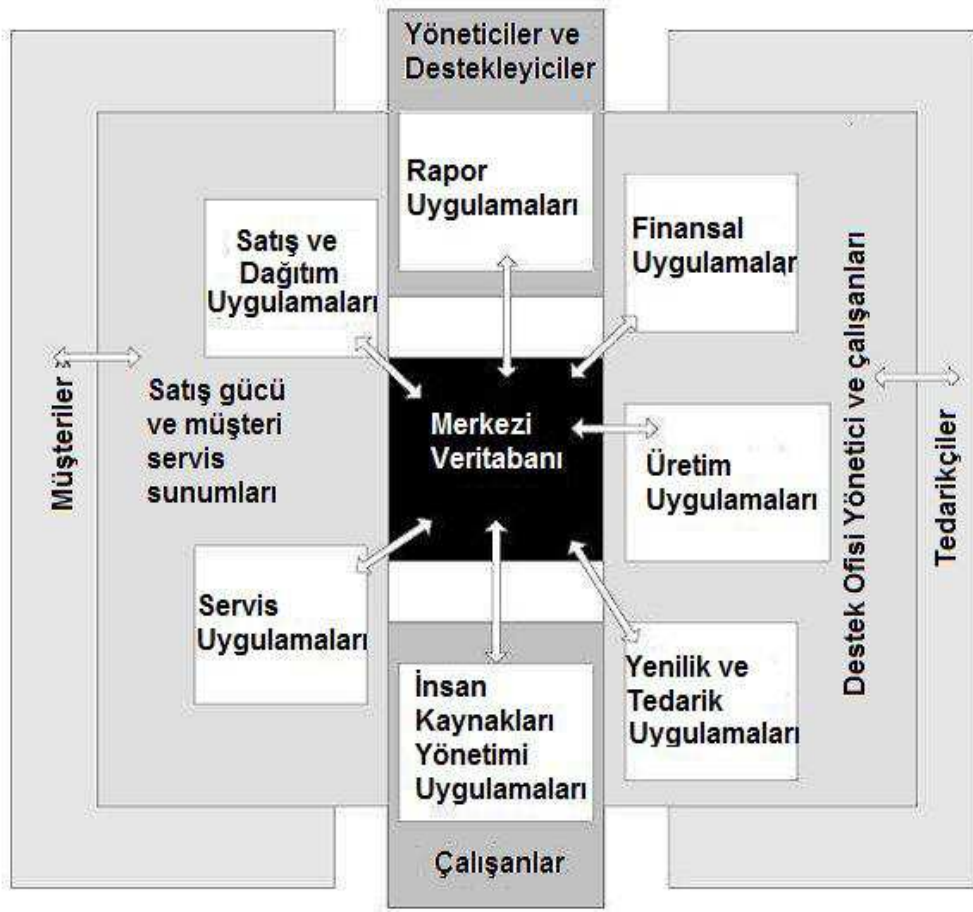 Yöneticiler ve
Destekleyiciler
Rapor
Uygulamaları
Satış ve
Dağıtım
Uygulamaları
Finansal
Uygulamalar
Müşteriler
Satış gücü
ve müşteri
servis
sunumları
Merkezi
Veritabanı
Üretim
Uygulamaları
Destek Ofisi Yönetici ve çalışanları
Tedarikçiler
Servis
Uygulamaları
İnsan
Kaynakları
Yönetimi
Uygulamaları
Yenilik ve
Tedarik
Uygulamaları
Çalışanlar